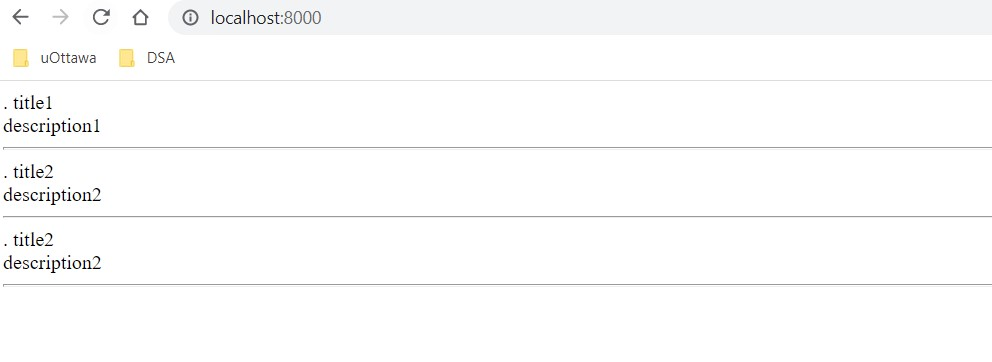 localhost:8000
uOttawa DSA
. title1
description1
. title2
description2
. title2
description2